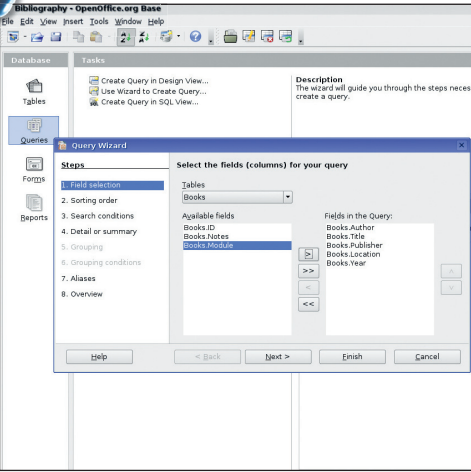 Bibliography - OpenOffice.org Base
File Edit View Insert Tools Window Help
Database
Tasks
Tables
Queries
Forms
Reports
Create Query in Design View...
Use Wizard to Create Query...
Create Query in SQL View...
Description
The wizard will guide you through the steps neces
create a query.
Query Wizard
Steps
1. Field selection
2. Sorting order
3. Search conditions
4. Detail or summary
5. Grouping
6. Grouping conditions
7. Aliases
8. Overview
Select the fields (columns) for your query
Tables
Books
Available fields
Books.ID
Books.Notes
Books.Module
>
>>
<
<<
Fields in the Query:
Books.Author
Books.Title
Books.Publisher
Books.Location
Books.Year
Help
< Back
Next >
Finish
Cancel